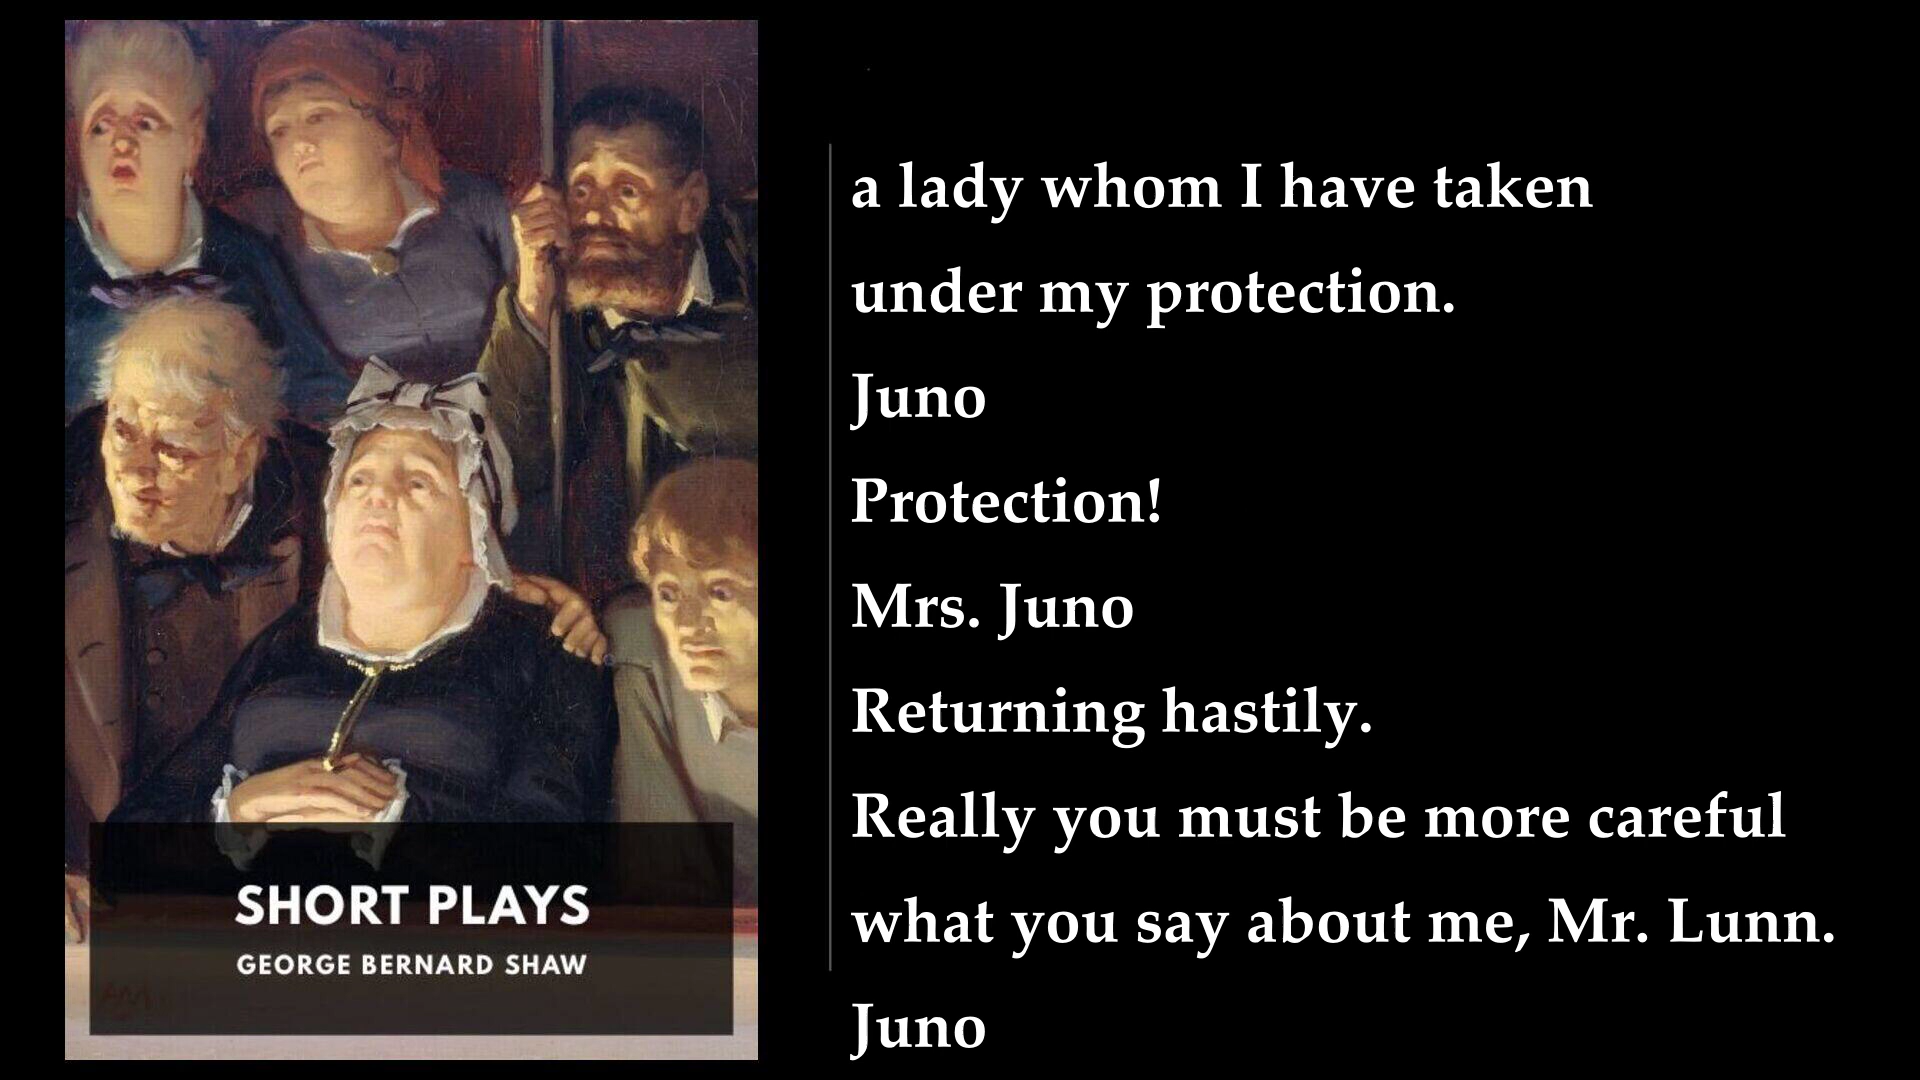 a lady whom I have taken
under my protection.
Juno
Protection!
Mrs. Juno
Returning hastily.
Really you must be more careful
what you say about me, Mr. Lunn.
Juno
SHORT PLAYS
GEORGE BERNARD SHAW